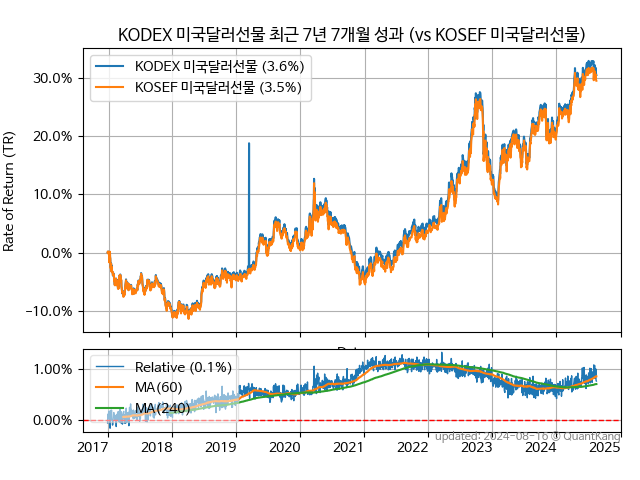 KODEX 미국달러선물 최근 7년 7개월 성과 (vs KOSEF 미국달러선물)
Rate of Return (TR)
KODEX 미국달러선물 (3.6%)
KOSEF 미국달러선물 (3.5%)
30.0%
20.0%
10.0%
0.0%
−10.0%
Relative (0.1%)
MA(60)
MA(240)
1.00%
0.00%
2017 2018 2019 2020 2021 2022 2023 2024 2025
updated: 2024-08-16 © QuantKang